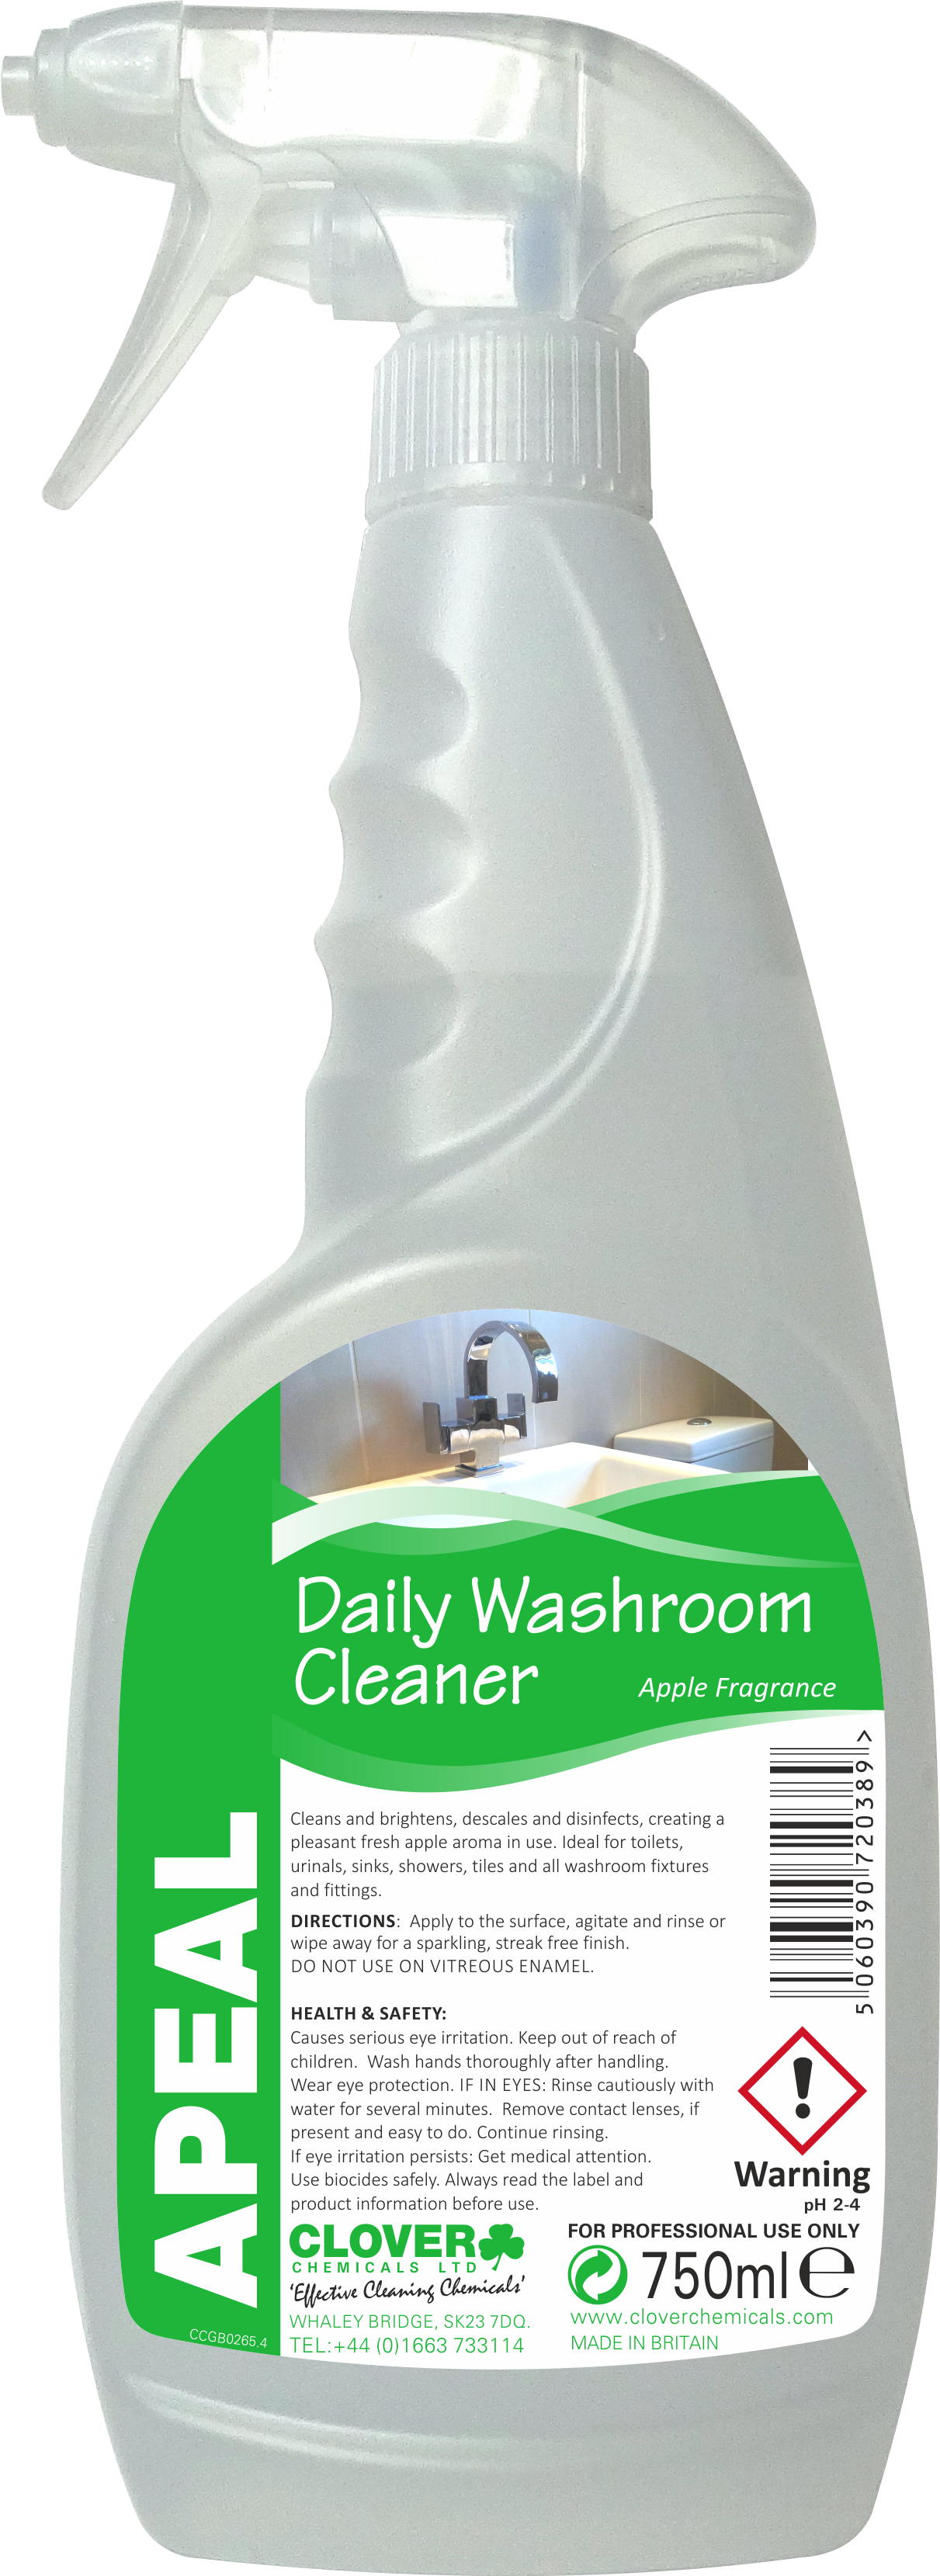 Daily Washroom
Cleaner
Apple Fragrance
APEAL
Cleans and brightens, descales and disinfects, creating a
pleasant fresh apple aroma in use. Ideal for toilets,
urinals, sinks, showers, tiles and all washroom fixtures
and fittings.
DIRECTIONS: Apply to the surface, agitate and rinse or
wipe away for a sparkling, streak free finish.
DO NOT USE ON VITREOUS ENAMEL.
HEALTH & SAFETY:
Causes serious eye irritation. Keep out of reach of
children. Wash hands thoroughly after handling.
Wear eye protection. IF IN EYES: Rinse cautiously with
water for several minutes. Remove contact lenses, if
present and easy to do. Continue rinsing.
If eye irritation persists: Get medical attention.
Use biocides safely. Always read the label and
product information before use.
5 060390 720389 >
!
Warning
pH 2-4
CLOVER
CHEMICALS LTD
'Effective Cleaning Chemicals'
WHALEY BRIDGE, SK23 7DQ.
TEL:+44 (0)1663 733114
FOR PROFESSIONAL USE ONLY
750ml e
www.cloverchemicals.com
MADE IN BRITAIN
CCGB0265.4